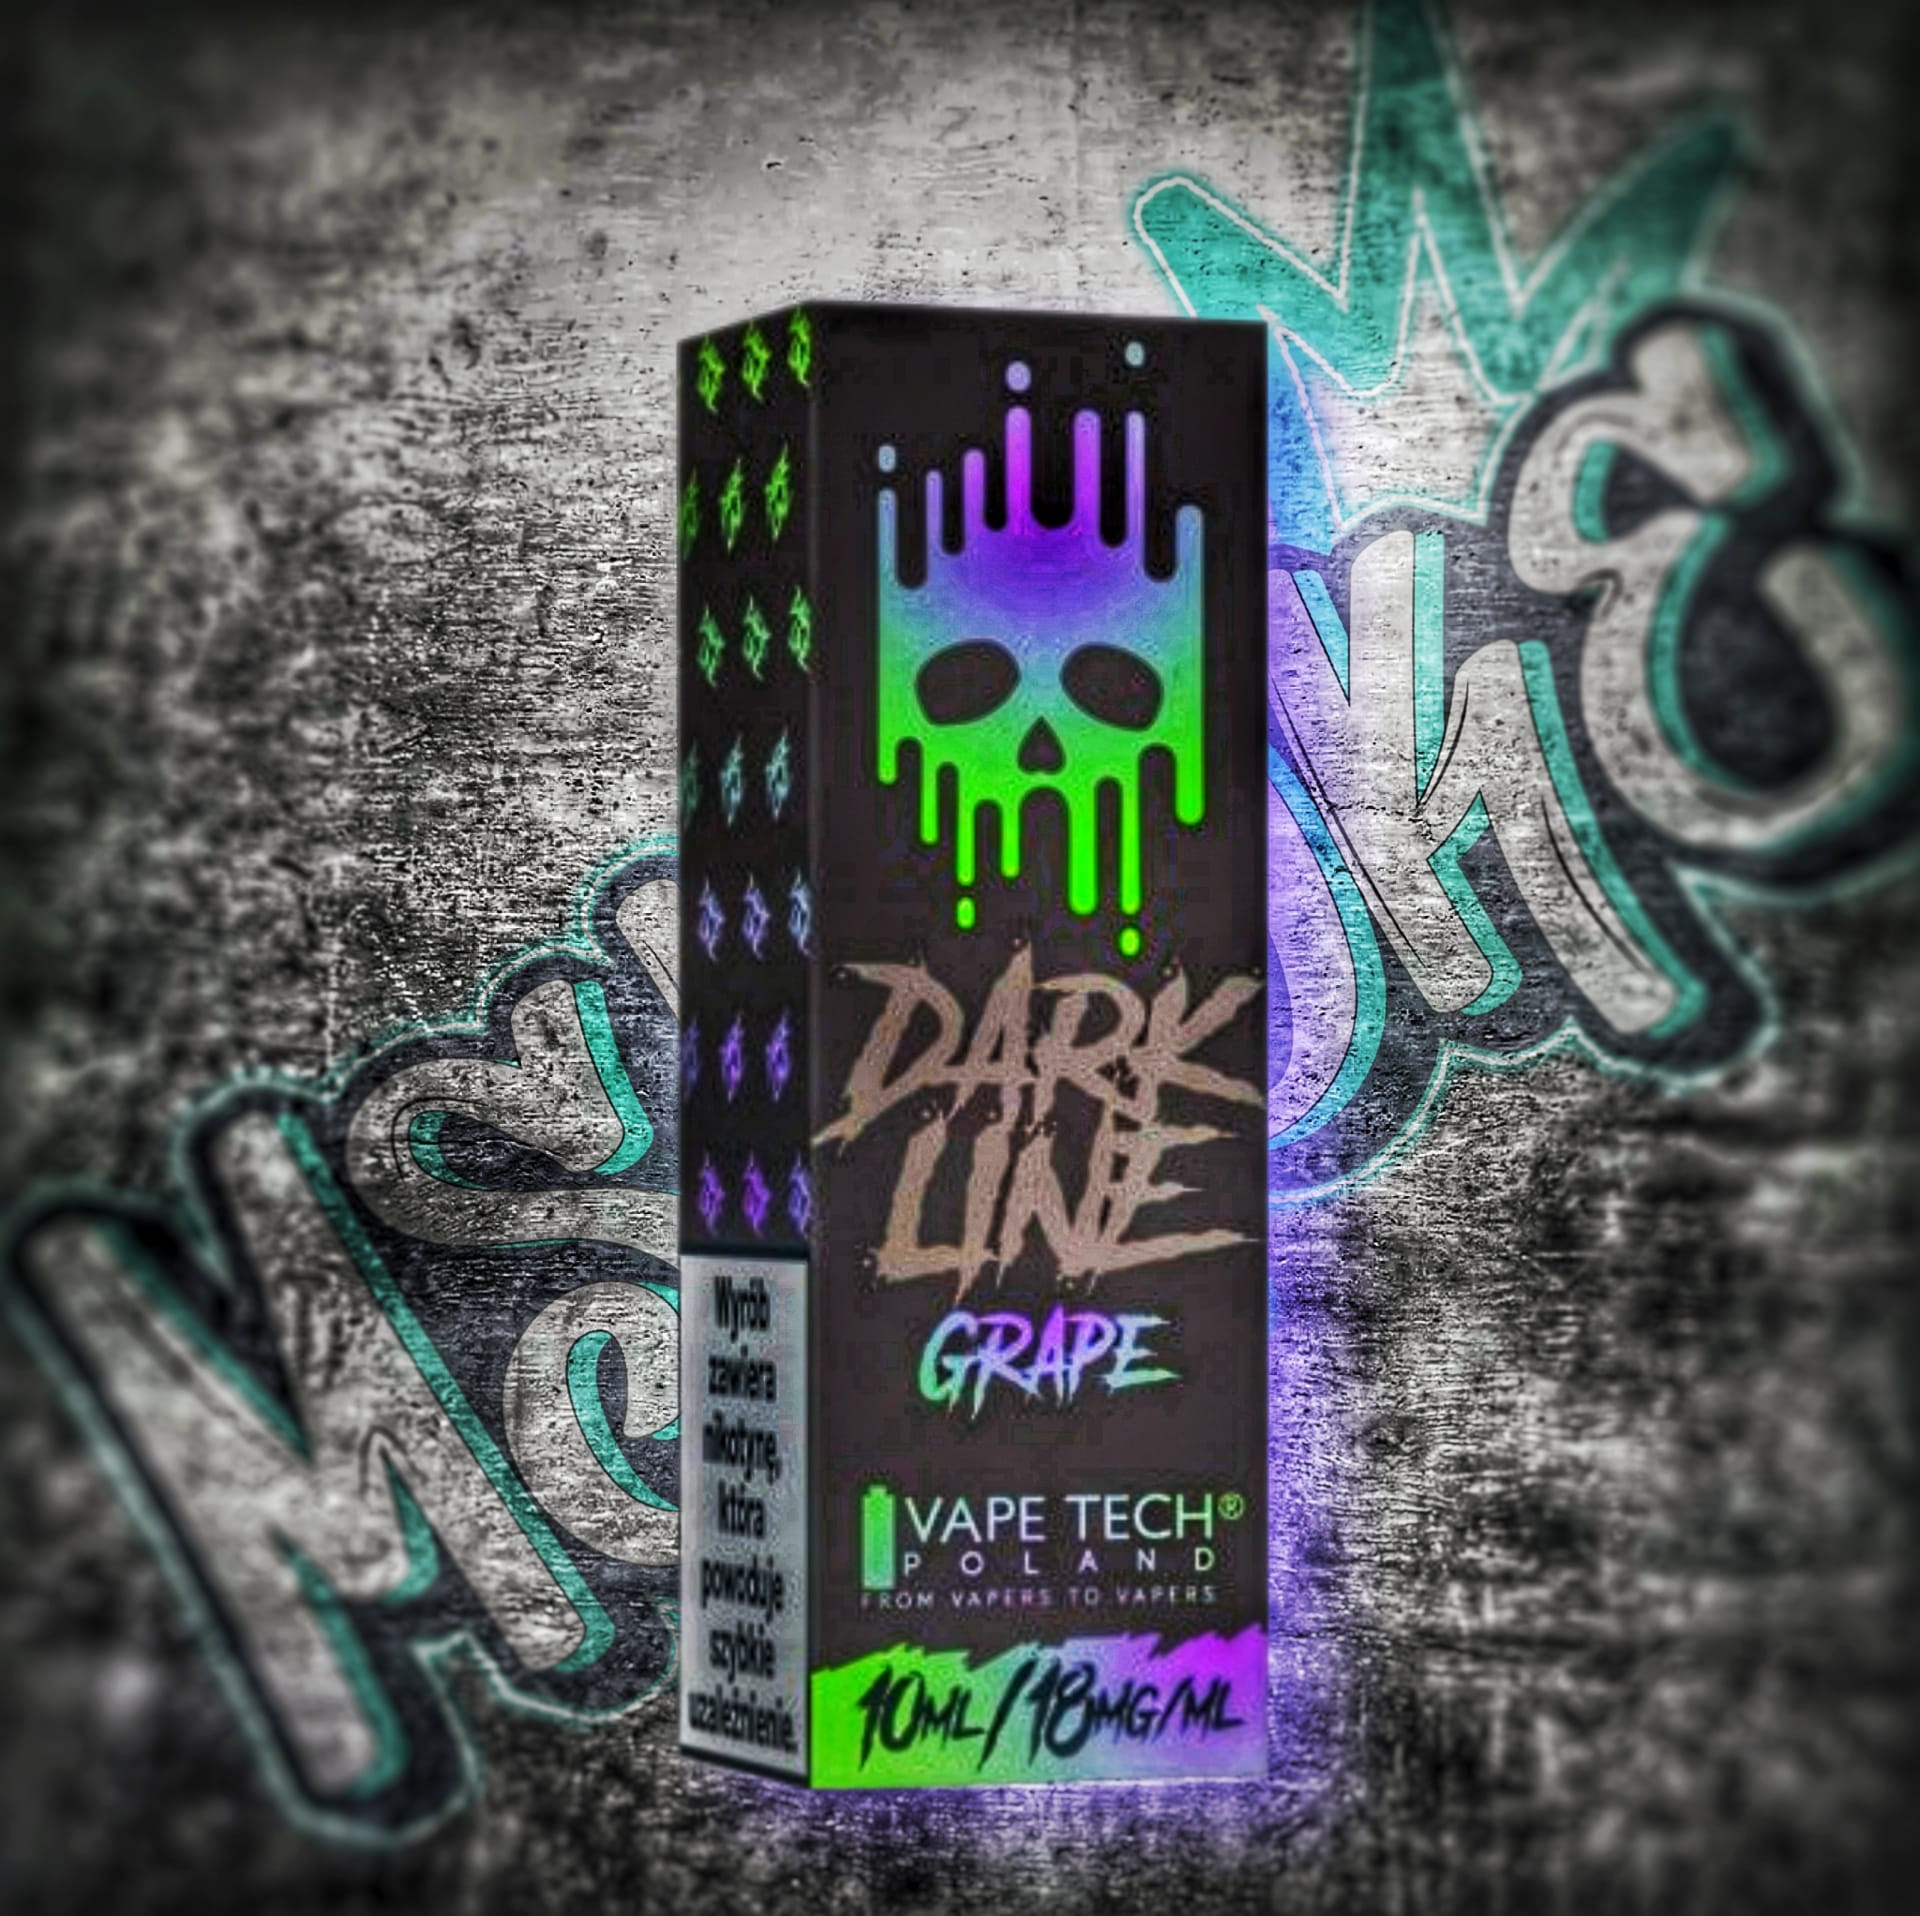 DARK
LINE
GRAPE
VAPE TECH®
POLAND
FROM VAPERS TO VAPERS
10ML/18MG/ML
Wyrób
zawiera
nikotynę,
która
powoduje
szybkie
uzależnienie.